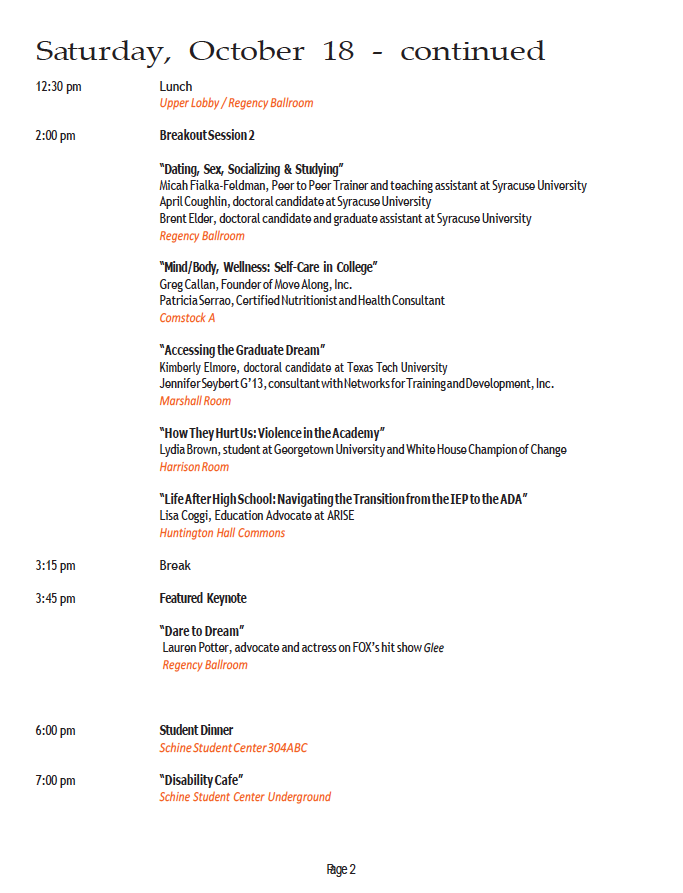 Saturday, October 18 - continued
12:30 pm Lunch
Upper Lobby / Regency Ballroom
2:00 pm Breakout Session 2
“Dating, Sex, Socializing & Studying”
Micah Fialka-Feldman, Peer to Peer Trainer and teaching assistant at Syracuse University
April Coughlin, doctoral candidate at Syracuse University
Brent Elder, doctoral candidate and graduate assistant at Syracuse University
Regency Ballroom
“Mind/Body, Wellness: Self-Care in College”
Greg Callan, Founder of Move Along, Inc.
Patricia Serrao, Certified Nutritionist and Health Consultant
Comstock A
“Accessing the Graduate Dream”
Kimberly Elmore, doctoral candidate at Texas Tech University
Jennifer Seybert G’13, consultant with Networks for Training and Development, Inc.
Marshall Room
“How They Hurt Us: Violence in the Academy”
Lydia Brown, student at Georgetown University and White House Champion of Change
Harrison Room
“Life After High School: Navigating the Transition from the IEP to the ADA”
Lisa Coggi, Education Advocate at ARISE
Huntington Hall Commons
3:15 pm Break
3:45 pm Featured Keynote
“Dare to Dream”
Lauren Potter, advocate and actress on FOX’s hit show Glee
Regency Ballroom
6:00 pm Student Dinner
Schine Student Center 304ABC
7:00 pm “Disability Cafe”
Schine Student Center Underground
Page 2